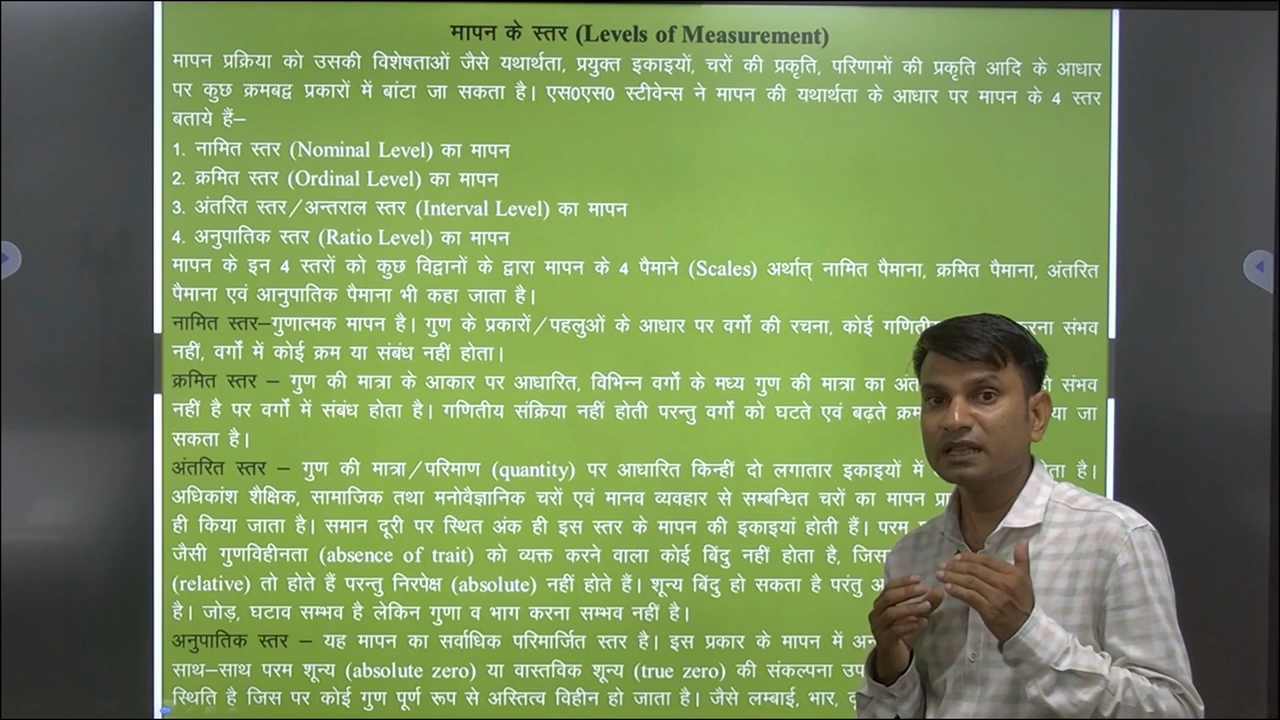 मापन के स्तर (Levels of Measurement)
मापन प्रक्रिया को उसकी विशेषताओं जैसे यथार्थता, प्रयुक्त इकाइयों, चरों की प्रकृति, परिणामों की प्रकृति आदि के आधार
पर कुछ क्रमबद्व प्रकारों में बांटा जा सकता है। एस0एस0 स्टीवेन्स ने मापन की यथार्थता के आधार पर मापन के 4 स्तर
बताये हैं–
1. नामित स्तर (Nominal Level) का मापन
2. क्रमित स्तर (Ordinal Level) का मापन
3. अंतरित स्तर/अन्तराल स्तर (Interval Level) का मापन
4. अनुपातिक स्तर (Ratio Level) का मापन
मापन के इन 4 स्तरों को कुछ विद्वानों के द्वारा मापन के 4 पैमाने (Scales) अर्थात् नामित पैमाना, क्रमित पैमाना, अंतरित
पैमाना एवं आनुपातिक पैमाना भी कहा जाता है।
नामित स्तर–गुणात्मक मापन है। गुण के प्रकारों/पहलुओं के आधार पर वर्गों की रचना, कोई संभव
नहीं, वर्गों में कोई क्रम या संबंध नहीं होता।
क्रमित स्तर – गुण की मात्रा के आकार पर आधारित, विभिन्न वर्गों के मध्य गुण की मात्रा का संभव
नहीं है पर वर्गों में संबंध होता है। गणितीय संक्रिया नहीं होती परन्तु वर्गों को घटते एवं बढ़ते जा
सकता है।
अंतरित स्तर – गुण की मात्रा/परिमाण (quantity) पर आधारित किन्हीं दो लगातार इकाइयों में है।
अधिकांश शैक्षिक, सामाजिक तथा मनोवैज्ञानिक चरों एवं मानव व्यवहार से सम्बन्धित चरों का मापन
ही किया जाता है। समान दूरी पर स्थित अंक ही इस स्तर के मापन की इकाइयां होती हैं। परम
जैसी गुणविहीनता (absence of trait) को व्यक्त करने वाला कोई बिंदु नहीं होता है,
(relative) तो होते हैं परन्तु निरपेक्ष (absolute) नहीं होते हैं। शून्य बिंदु हो सकता है परंतु
है। जोड़, घटाव सम्भव है लेकिन गुणा व भाग करना सम्भव नहीं है।
अनुपातिक स्तर – यह मापन का सर्वाधिक परिमार्जित स्तर है। इस प्रकार के मापन में
साथ–साथ परम शून्य (absolute zero) या वास्तविक शून्य (true zero) की संकल्पना
स्थिति है जिस पर कोई गुण पूर्ण रूप से अस्तित्व विहीन हो जाता है। जैसे लम्बाई, भार,